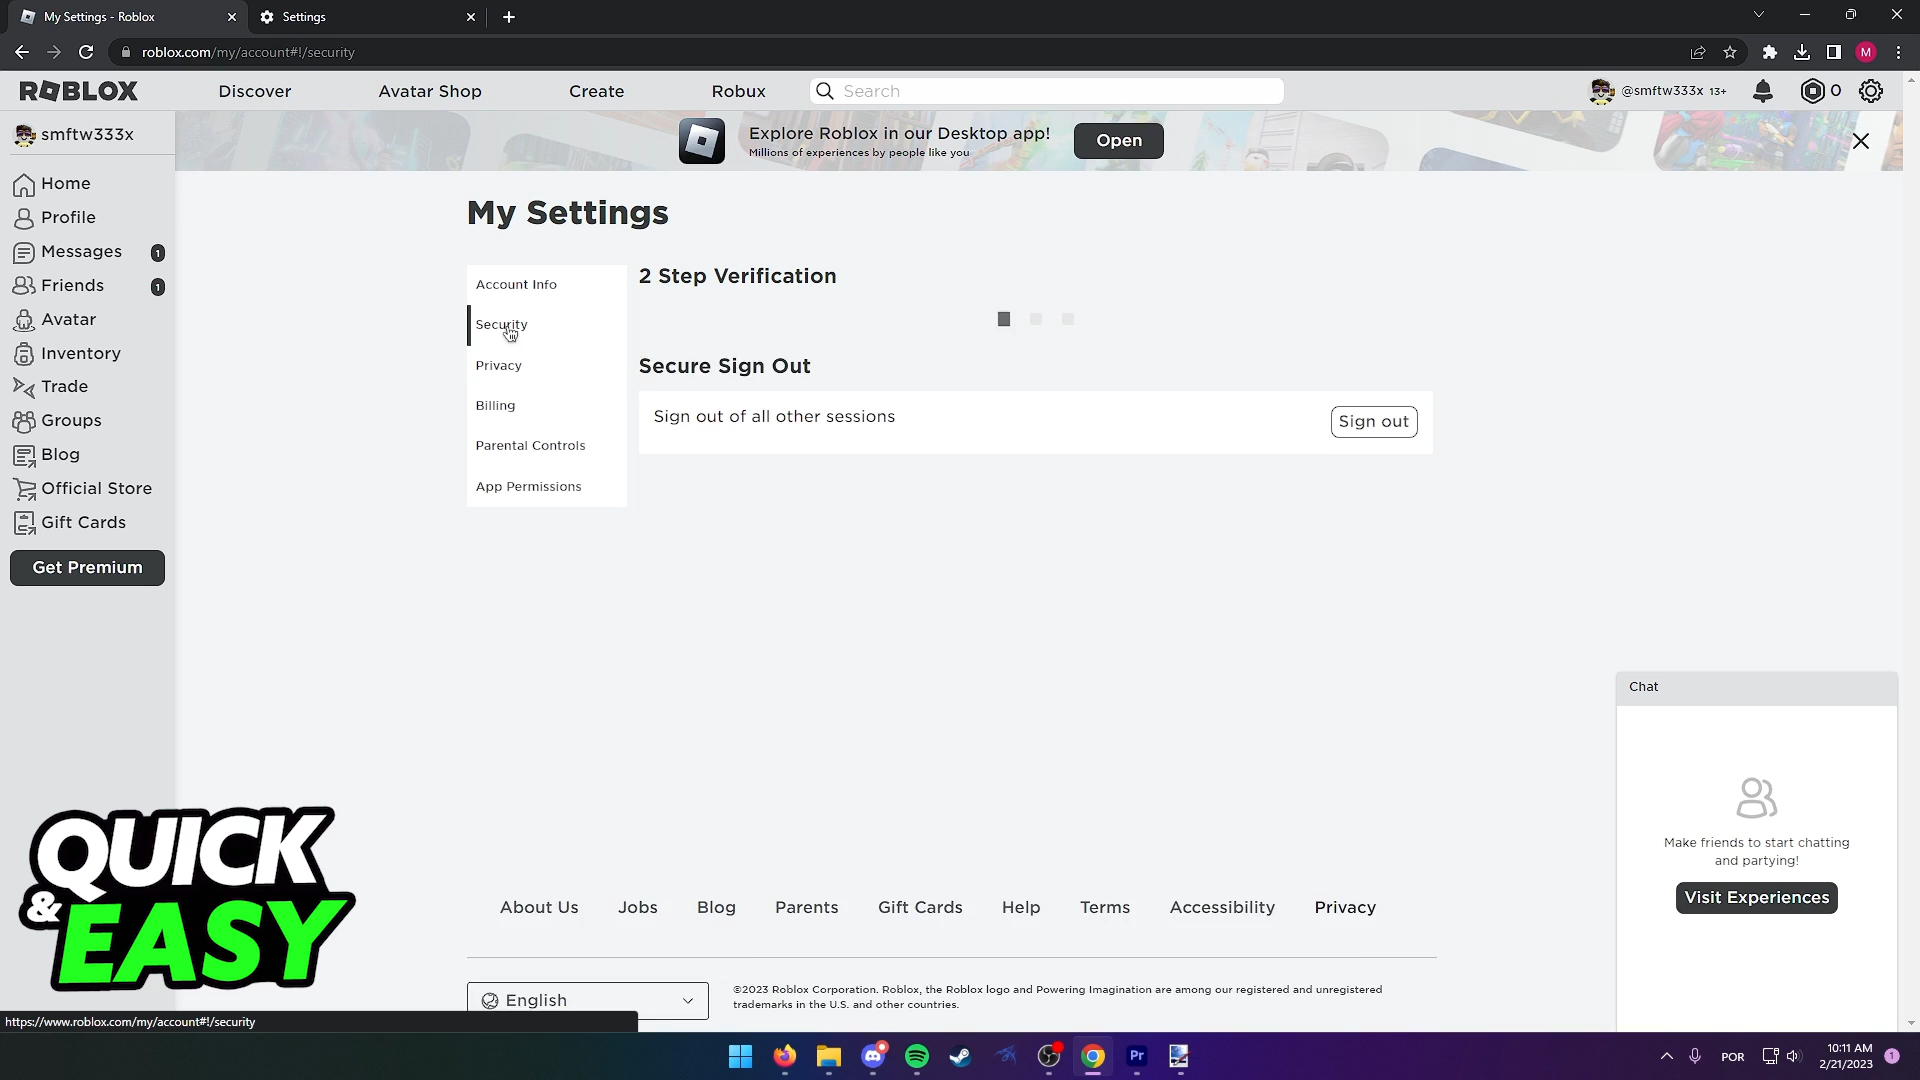 My Settings - Roblox
Settings
roblox.com/my/account#!/security
M
ROBLOX
Discover
Avatar Shop
Create
Robux
Search
@smftw333x 13+
0
smftw333x
Explore Roblox in our Desktop app!
Millions of experiences by people like you
Open
Home
Profile
Messages 1
Friends 1
Avatar
Inventory
Trade
Groups
Blog
Official Store
Gift Cards
Get Premium
My Settings
Account Info
Security
Privacy
Billing
Parental Controls
App Permissions
2 Step Verification
Secure Sign Out
Sign out of all other sessions
Sign out
Chat
Make friends to start chatting
and partying!
Visit Experiences
QUICK
& EASY
About Us
Jobs
Blog
Parents
Gift Cards
Help
Terms
Accessibility
Privacy
English
©2023 Roblox Corporation. Roblox, the Roblox logo and Powering Imagination are among our registered and unregistered
trademarks in the U.S. and other countries.
https://www.roblox.com/my/account#!/security
Pr
POR
10:11 AM
2/21/2023
1